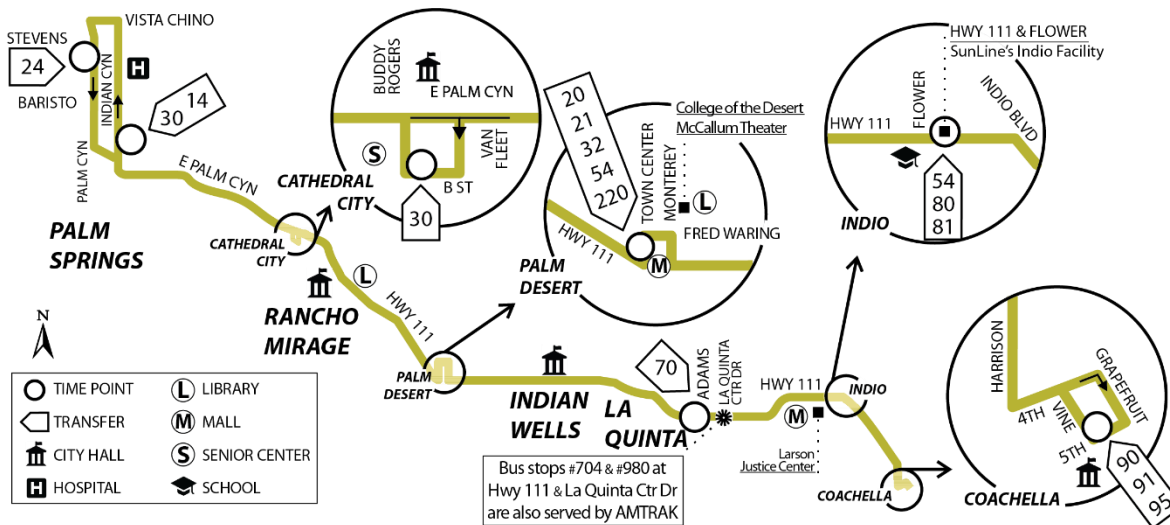 VISTA CHINO
STEVENS
24
INDIAN CYN
H
BARISTO
14
30
PALM CYN
E PALM CYN
PALM
SPRINGS
CATHEDRAL
CITY
BUDDY
ROGERS
E PALM CYN
VAN
FLEET
S
B ST
CATHEDRAL
CITY
30
L
RANCHO
MIRAGE
HWY 111
20
21
32
54
220
College of the Desert
McCallum Theater
TOWN CENTER
MONTEREY
L
FRED WARING
HWY 111
M
PALM
DESERT
PALM
DESERT
INDIAN
WELLS
LA
QUINTA
70
ADAMS
LA QUINTA
CTR DR
HWY 111
M
Larson
Justice Center
INDIO
COACHELLA
Bus stops #704 & #980 at
Hwy 111 & La Quinta Ctr Dr
are also served by AMTRAK
HWY 111 & FLOWER
SunLine's Indio Facility
FLOWER
INDIO BLVD
HWY 111
54
80
81
INDIO
HARRISON
GRAPEFRUIT
4TH
VINE
5TH
90
91
95
COACHELLA
N
TIME POINT
L LIBRARY
TRANSFER
M MALL
CITY HALL
S SENIOR CENTER
H HOSPITAL
SCHOOL